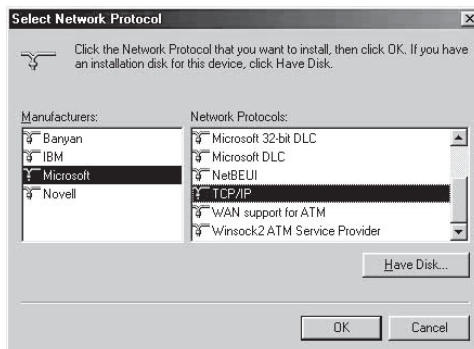 Select Network Protocol
Click the Network Protocol that you want to install, then click OK. If you have
an installation disk for this device, click Have Disk.
Manufacturers:
Banyan
IBM
Microsoft
Novell
Network Protocols:
Microsoft 32-bit DLC
Microsoft DLC
NetBEUI
TCP/IP
WAN support for ATM
Winsock2 ATM Service Provider
Have Disk...
OK
Cancel